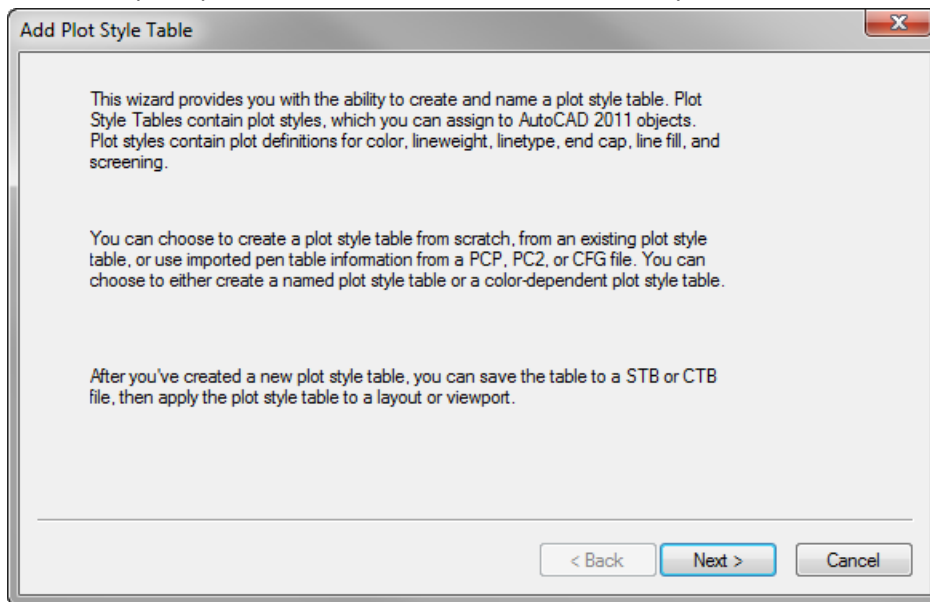 Add Plot Style Table
This wizard provides you with the ability to create and name a plot style table. Plot
Style Tables contain plot styles, which you can assign to AutoCAD 2011 objects.
Plot styles contain plot definitions for color, lineweight, linetype, end cap, line fill, and
screening.
You can choose to create a plot style table from scratch, from an existing plot style
table, or use imported pen table information from a PCP, PC2, or CFG file. You can
choose to either create a named plot style table or a color-dependent plot style table.
After you've created a new plot style table, you can save the table to a STB or CTB
file, then apply the plot style table to a layout or viewport.
< Back Next > Cancel